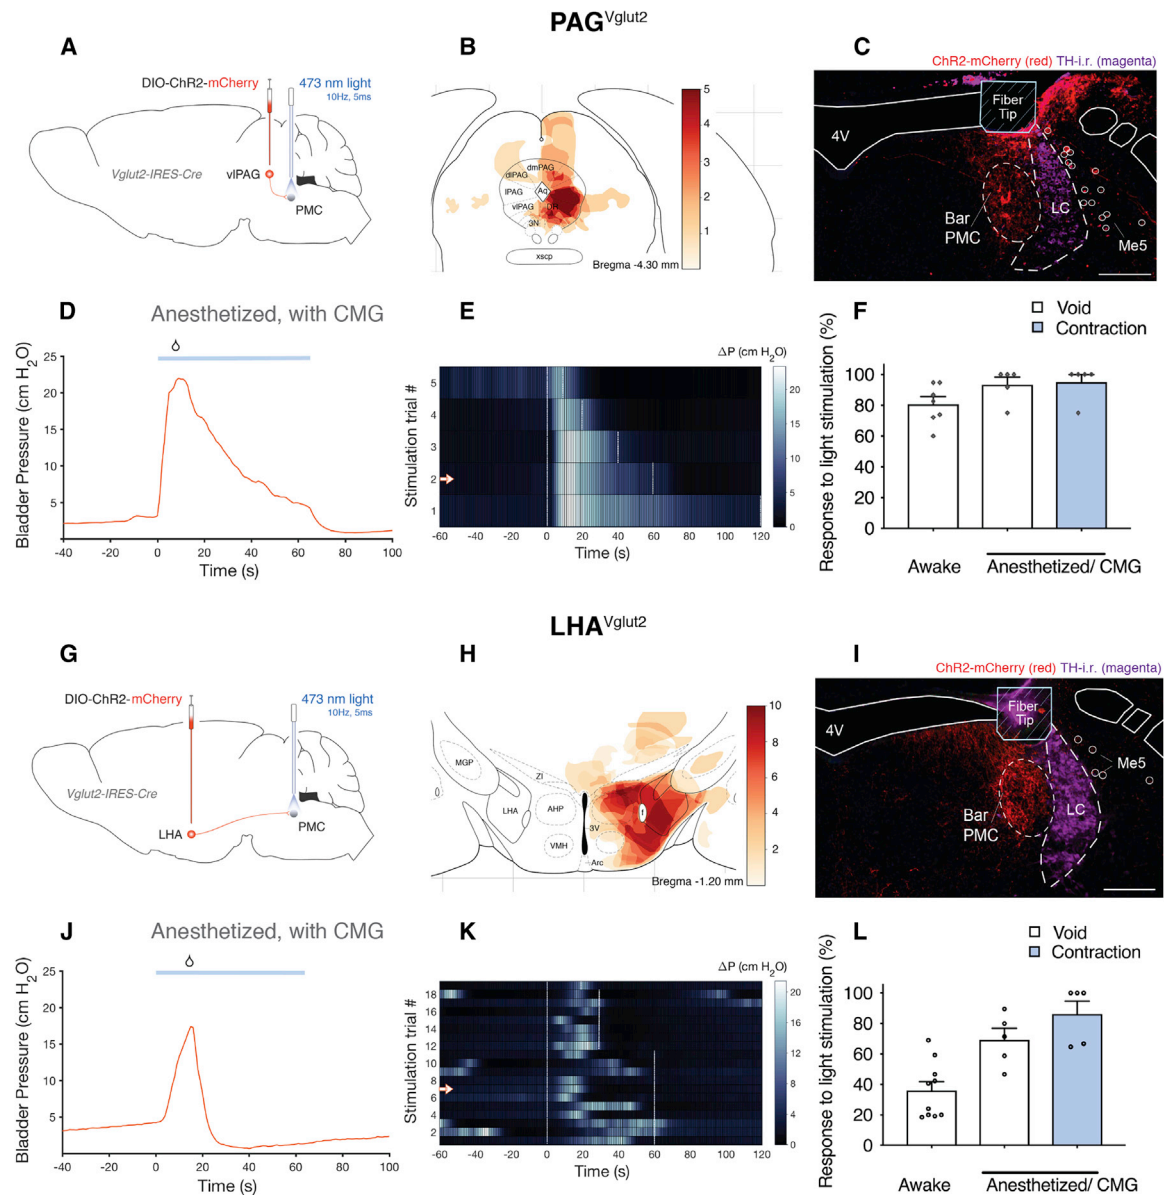 PAG^Vglut2
A
DIO-ChR2-mCherry
473 nm light
10Hz, 5ms
Vglut2-IRES-Cre
vlPAG
PMC
B
dmPAG
dlPAG
lPAG
Aq
vlPAG
DR
3N
xscp
Bregma -4.30 mm
5
4
3
2
1
C
ChR2-mCherry (red) TH-i.r. (magenta)
Fiber
Tip
4V
Bar
PMC
LC
Me5
D
Anesthetized, with CMG
Bladder Pressure (cm H₂O)
25
20
15
10
5
-40 -20 0 20 40 60 80 100
Time (s)
E
ΔP (cm H₂O)
Stimulation trial #
5
4
3
2
1
20
15
10
5
0
-60 -40 -20 0 20 40 60 80 100 120
Time (s)
F
Void
Contraction
Response to light stimulation (%)
100
80
60
40
20
0
Awake Anesthetized/ CMG
LHA^Vglut2
G
DIO-ChR2-mCherry
473 nm light
10Hz, 5ms
Vglut2-IRES-Cre
LHA
PMC
H
MGP
ZI
LHA
AHP
3V
f
VMH
Arc
Bregma -1.20 mm
10
8
6
4
2
I
ChR2-mCherry (red) TH-i.r. (magenta)
Fiber
Tip
4V
Me5
Bar
PMC
LC
J
Anesthetized, with CMG
Bladder Pressure (cm H₂O)
25
20
15
10
5
-40 -20 0 20 40 60 80 100
Time (s)
K
ΔP (cm H₂O)
Stimulation trial #
18
16
14
12
10
8
6
4
2
20
16
12
8
4
0
-60 -40 -20 0 20 40 60 80 100 120
Time (s)
L
Void
Contraction
Response to light stimulation (%)
100
80
60
40
20
0
Awake Anesthetized/ CMG